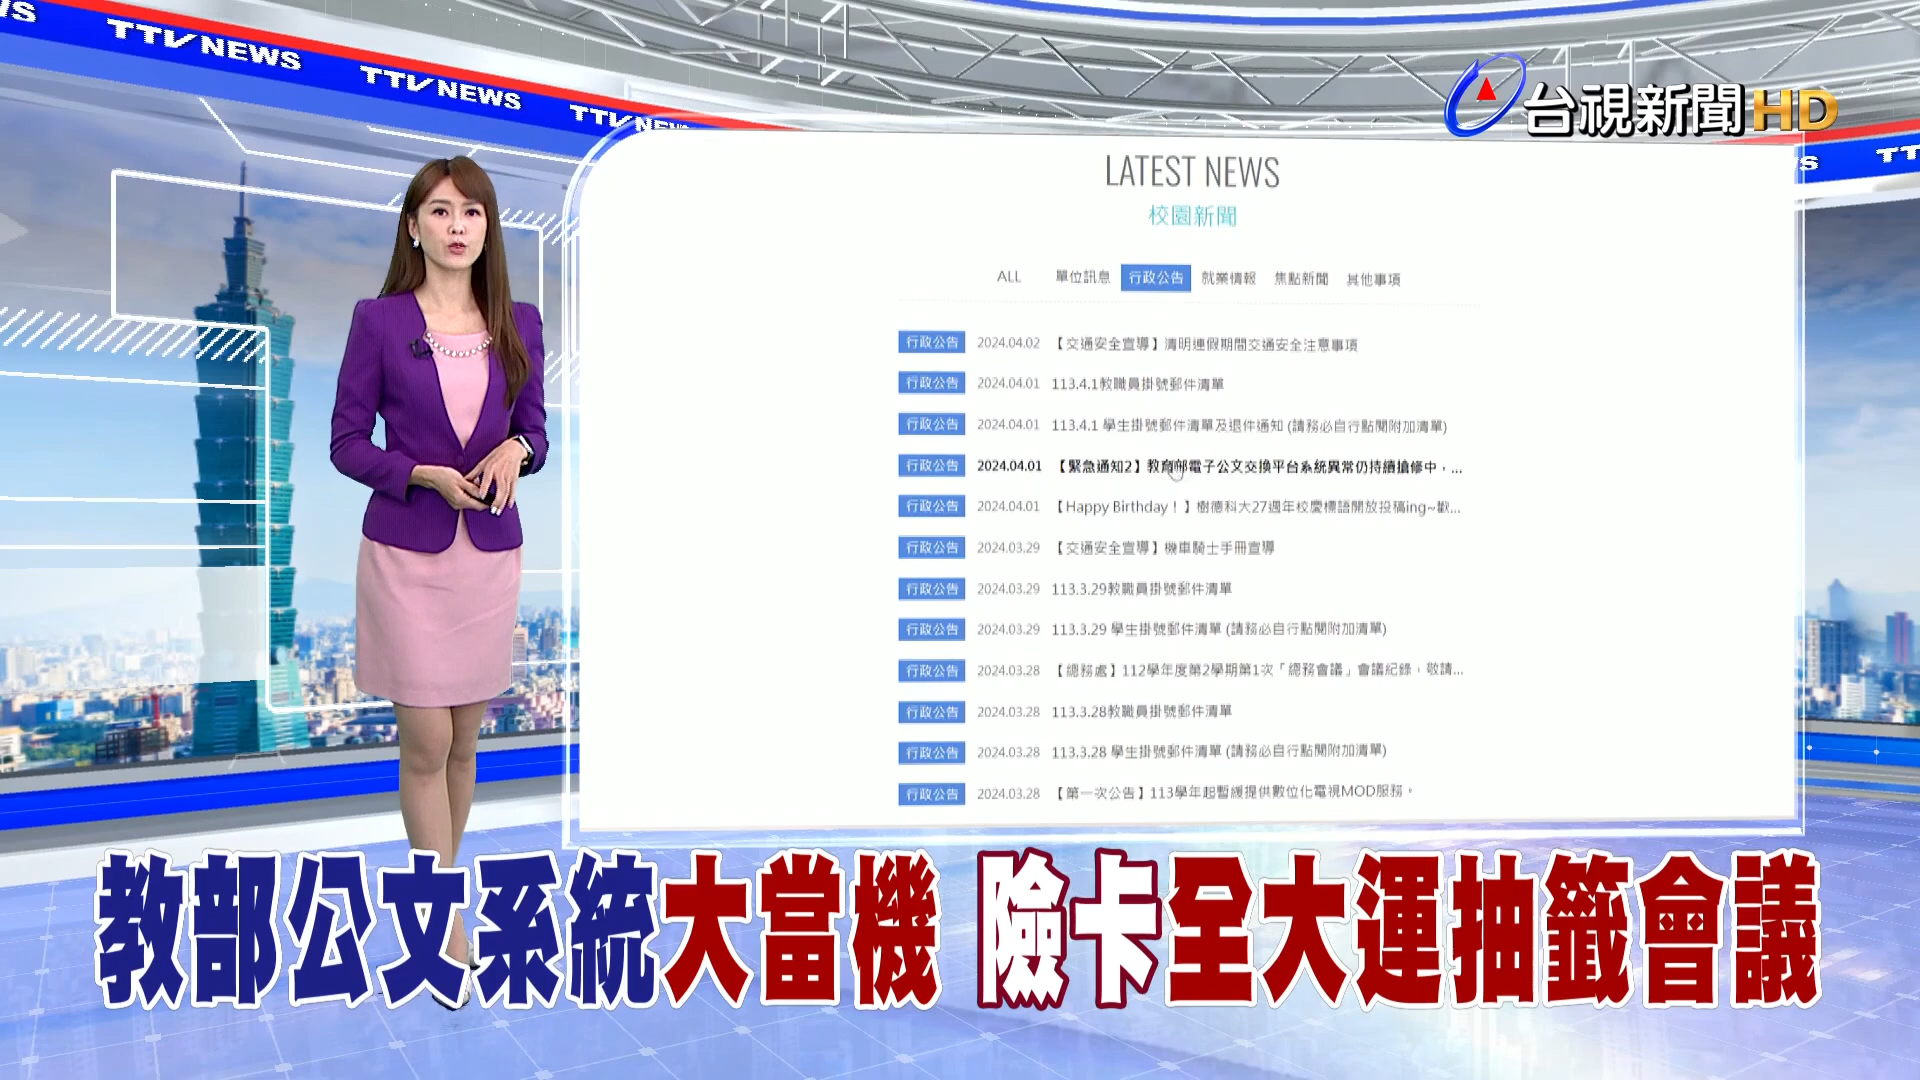 TTV NEWS
TTV NEWS
台視新聞HD
LATEST NEWS
校園新聞
ALL 單位訊息 行政公告 就業情報 焦點新聞 其他事項
行政公告 2024.04.02 【交通安全宣導】清明連假期間交通安全注意事項
行政公告 2024.04.01 113.4.1教職員掛號郵件清單
行政公告 2024.04.01 113.4.1 學生掛號郵件清單及退件通知 (請務必自行點閱附加清單)
行政公告 2024.04.01 【緊急通知2】教育部電子公文交換平台系統異常仍持續搶修中，...
行政公告 2024.04.01 【Happy Birthday！】樹德科大27週年校慶標語開放投稿ing~歡...
行政公告 2024.03.29 【交通安全宣導】機車騎士手冊宣導
行政公告 2024.03.29 113.3.29教職員掛號郵件清單
行政公告 2024.03.29 113.3.29 學生掛號郵件清單 (請務必自行點閱附加清單)
行政公告 2024.03.28 【總務處】112學年度第2學期第1次「總務會議」會議紀錄，敬請...
行政公告 2024.03.28 113.3.28教職員掛號郵件清單
行政公告 2024.03.28 113.3.28 學生掛號郵件清單 (請務必自行點閱附加清單)
行政公告 2024.03.28 【第一次公告】113學年起暫緩提供數位化電視MOD服務。
教部公文系統大當機 險卡全大運抽籤會議